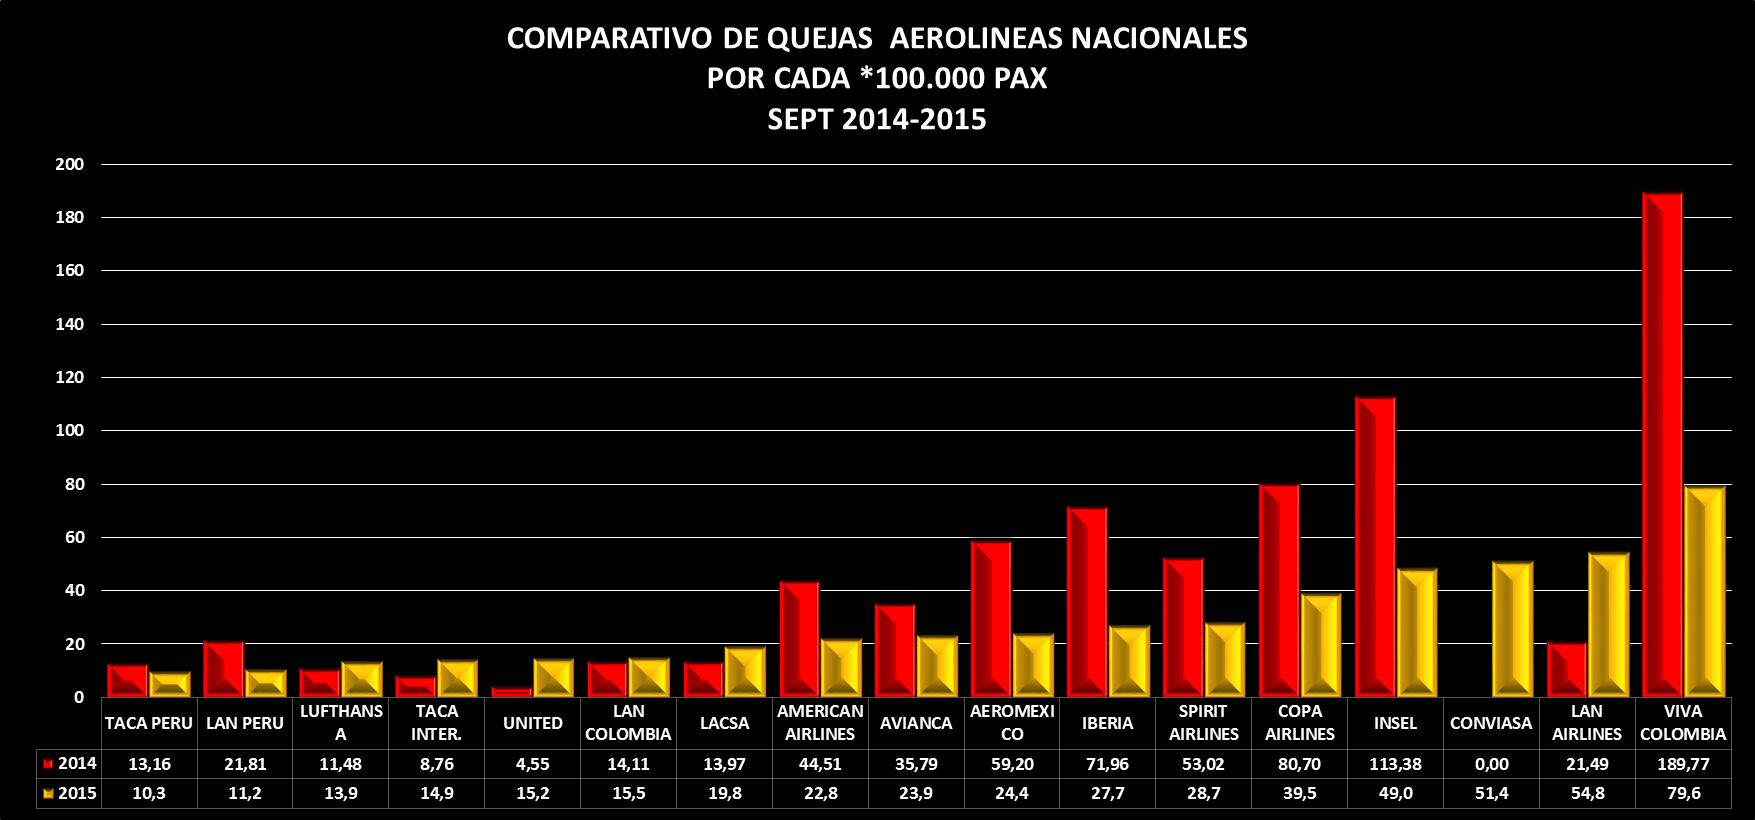 COMPARATIVO DE QUEJAS  AEROLINEAS NACIONALES
POR CADA *100.000 PAX
SEPT 2014-2015
200
180
160
140
120
100
80
60
40
20
0
TACA PERU LAN PERU LUFTHANS A TACA INTER. UNITED LAN COLOMBIA LACSA AMERICAN AIRLINES AVIANCA AEROMEXI CO IBERIA SPIRIT AIRLINES COPA AIRLINES INSEL CONVIASA LAN AIRLINES VIVA COLOMBIA
2014 13,16 21,81 11,48 8,76 4,55 14,11 13,97 44,51 35,79 59,20 71,96 53,02 80,70 113,38 0,00 21,49 189,77
2015 10,3 11,2 13,9 14,9 15,2 15,5 19,8 22,8 23,9 24,4 27,7 28,7 39,5 49,0 51,4 54,8 79,6